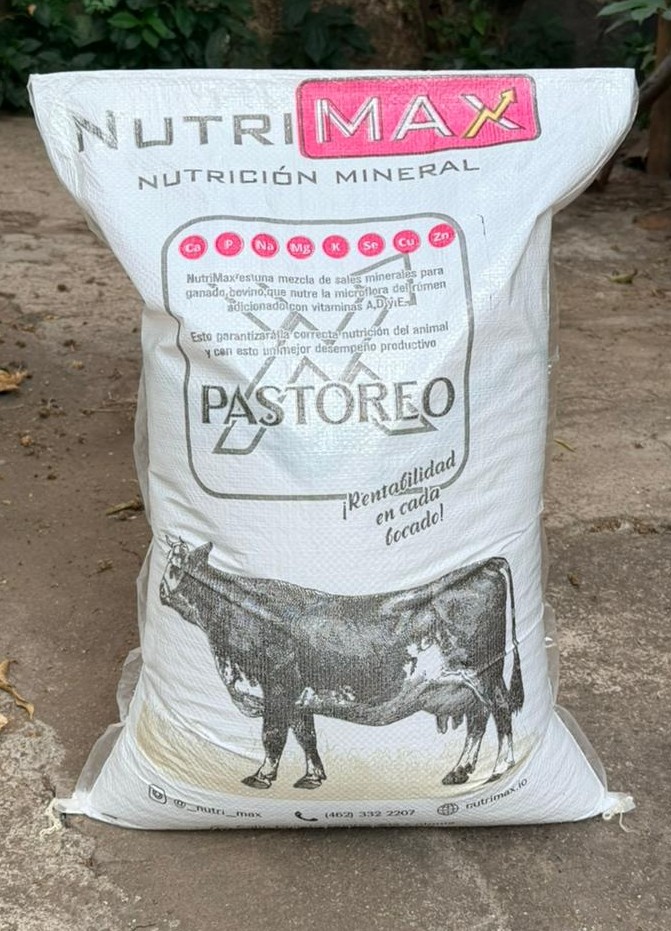 NUTRIMAX
NUTRICIÓN MINERAL
Ca P Na Mg K Se Cu Zn
NutriMax es una mezcla de sales minerales para
ganado bovino que nutre la microflora del rúmen
adicionado con vitaminas A,D y E.
Esto garantizará la correcta nutrición del animal
y con esto un mejor desempeño productivo
PASTOREO
¡Rentabilidad
en cada
bocado!
@_nutri_max (462) 332 2207 nutrimax.io